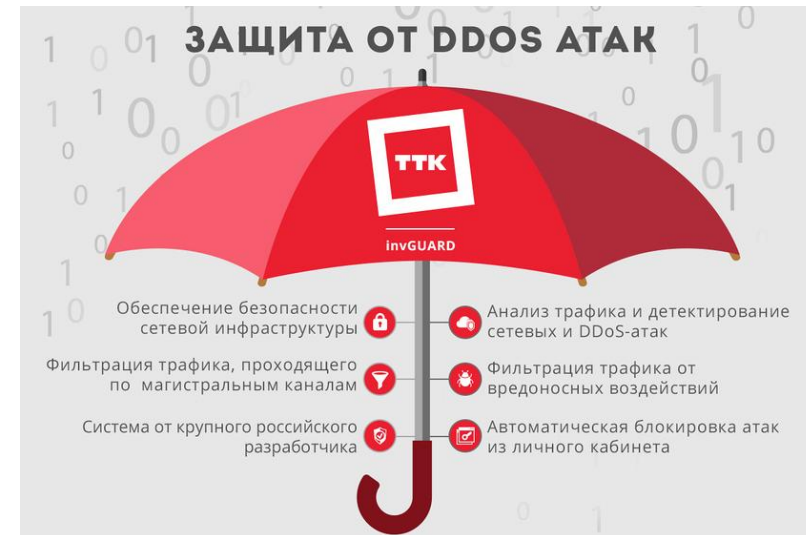 ЗАЩИТА ОТ DDOS АТАК
ТТК
invGUARD
Обеспечение безопасности
сетевой инфраструктуры
Анализ трафика и детектирование
сетевых и DDoS-атак
Фильтрация трафика, проходящего
по магистральным каналам
Фильтрация трафика от
вредоносных воздействий
Система от крупного российского
разработчика
Автоматическая блокировка атак
из личного кабинета